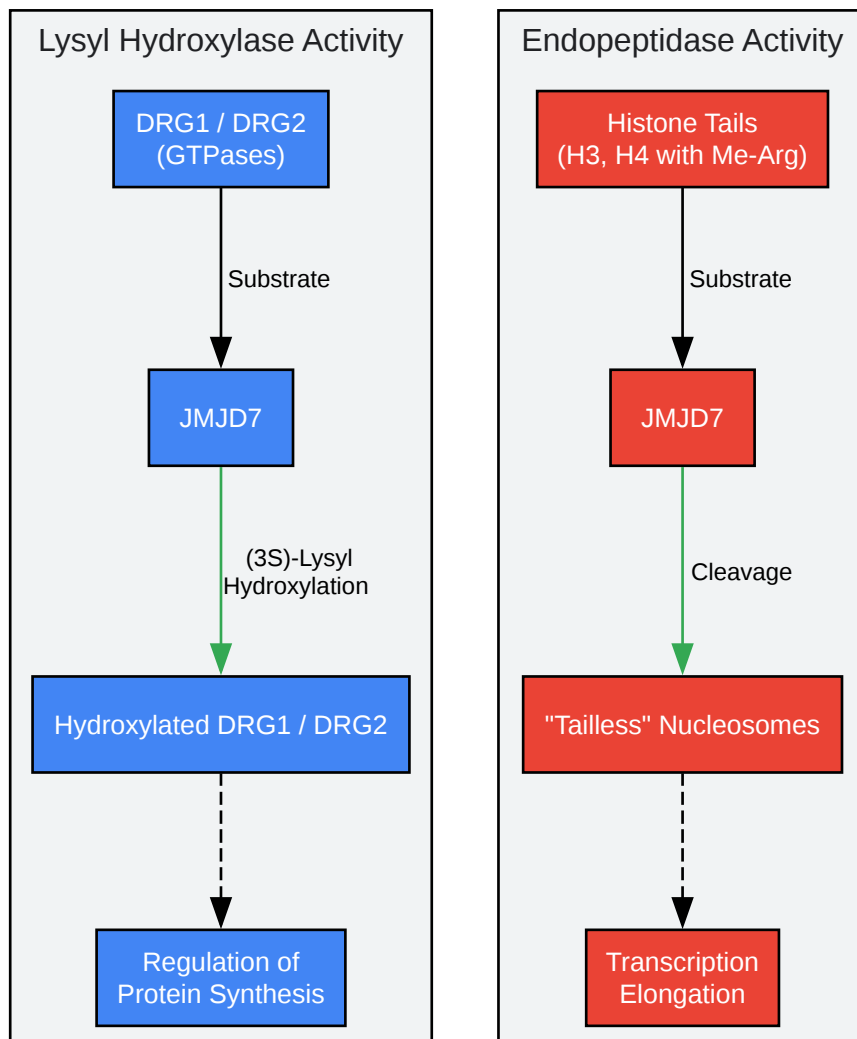 Lysyl Hydroxylase Activity
DRG1 / DRG2
(GTPases)
Substrate
JMJD7
(3S)-Lysyl
Hydroxylation
Hydroxylated DRG1 / DRG2
Regulation of
Protein Synthesis
Endopeptidase Activity
Histone Tails
(H3, H4 with Me-Arg)
Substrate
JMJD7
Cleavage
"Tailless" Nucleosomes
Transcription
Elongation